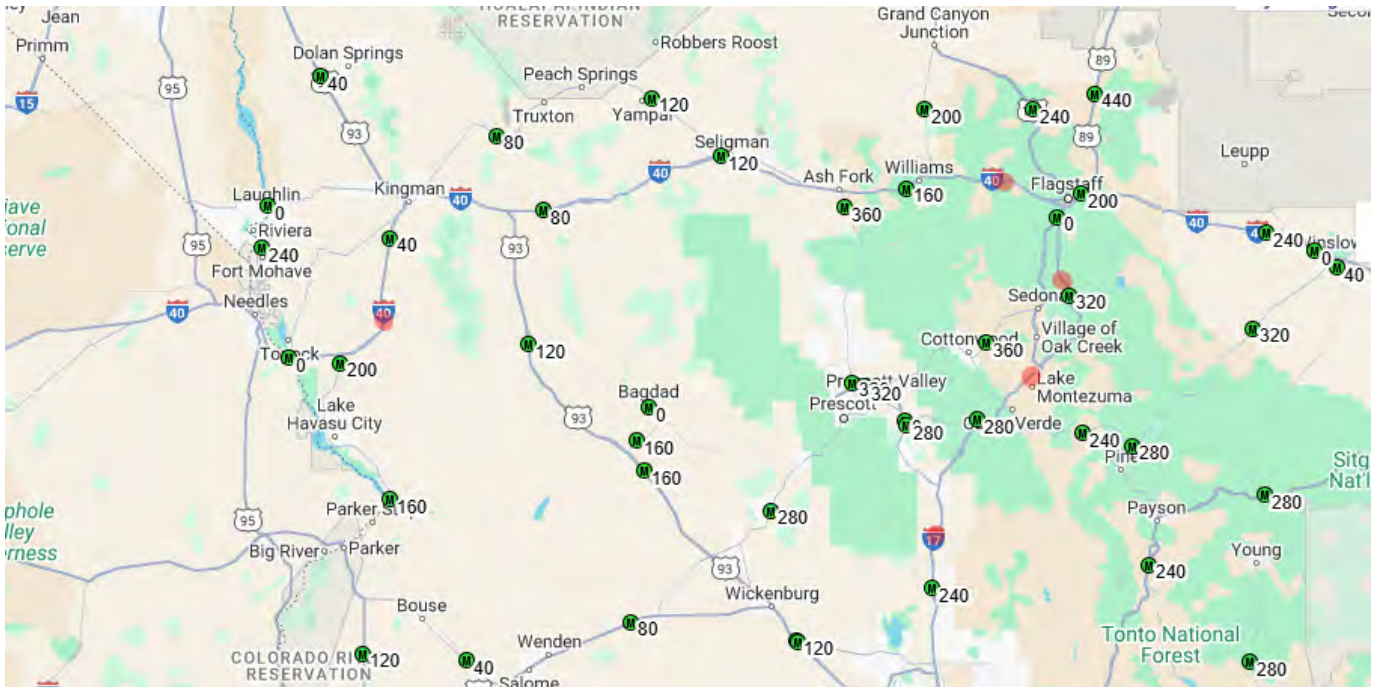 Jean
Primm
15
95
Dolan Springs
M 40
93
RESERVATION
Robbers Roost
Peach Springs
Truxton
Yampai
M 120
M 80
Seligman
M 120
40
Grand Canyon
Junction
89
M 440
M 240
M 200
89
Leupp
Ash Fork
M 360
Williams
M 160
40
Flagstaff
M 200
M 0
40
M 240
M 0
M 40
Laughlin
M 0
Riviera
M 240
Fort Mohave
Needles
95
40
Kingman
40
M 40
M 80
93
40
M 0
M 200
M 120
Lake
Havasu City
Bagdad
M 0
M 160
M 160
93
Sedona
M 320
Village of
Oak Creek
Cottonwood
M 360
M 320
Prescott Valley
320
Prescott
M 280
M 280
Verde
Lake
Montezuma
M 240
M 280
Pine
M 280
Payson
M 240
Young
Tonto National
Forest
M 280
M 280
17
M 240
M 160
95
Big River
Parker
Bouse
M 120
COLORADO
RESERVATION
M 40
Wenden
Salome
M 80
93
Wickenburg
M 120